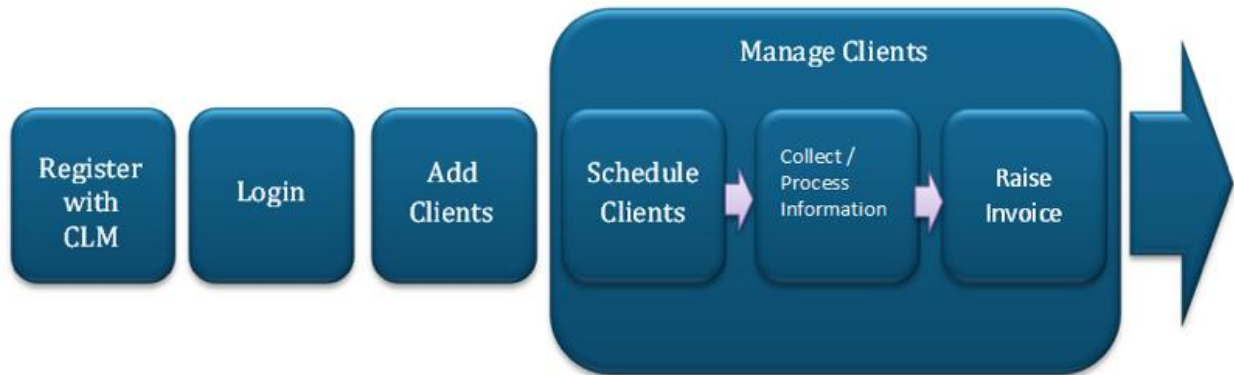 Manage Clients
Register
with
CLM
Login
Add
Clients
Schedule
Clients
Collect /
Process
Information
Raise
Invoice